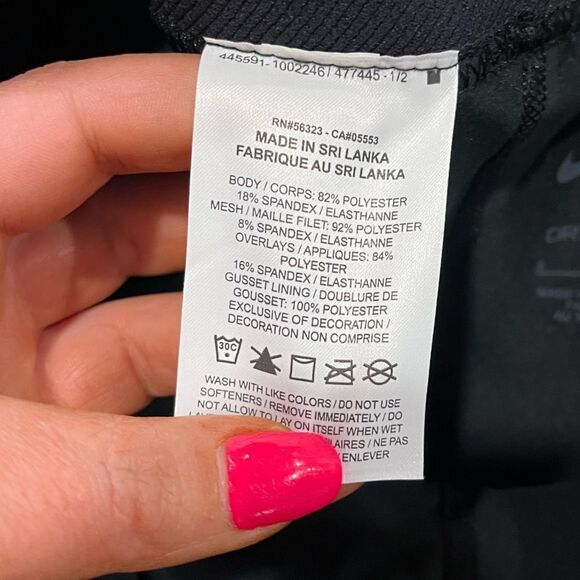 445591-1002246/ 477445 -1/2
RN#56323 - CA#05553
MADE IN SRI LANKA
FABRIQUE AU SRI LANKA
BODY / CORPS: 82% POLYESTER
18% SPANDEX / ELASTHANNE
MESH / MAILLE FILET: 92% POLYESTER
8% SPANDEX / ELASTHANNE
OVERLAYS / APPLIQUES: 84%
POLYESTER
16% SPANDEX / ELASTHANNE
GUSSET LINING / DOUBLURE DE
GOUSSET: 100% POLYESTER
EXCLUSIVE OF DECORATION /
DECORATION NON COMPRISE
30C
WASH WITH LIKE COLORS / DO NOT USE
SOFTENERS / REMOVE IMMEDIATELY / DO
NOT ALLOW TO LAY ON ITSELF WHEN WET
/ NE PAS
ENLEVER